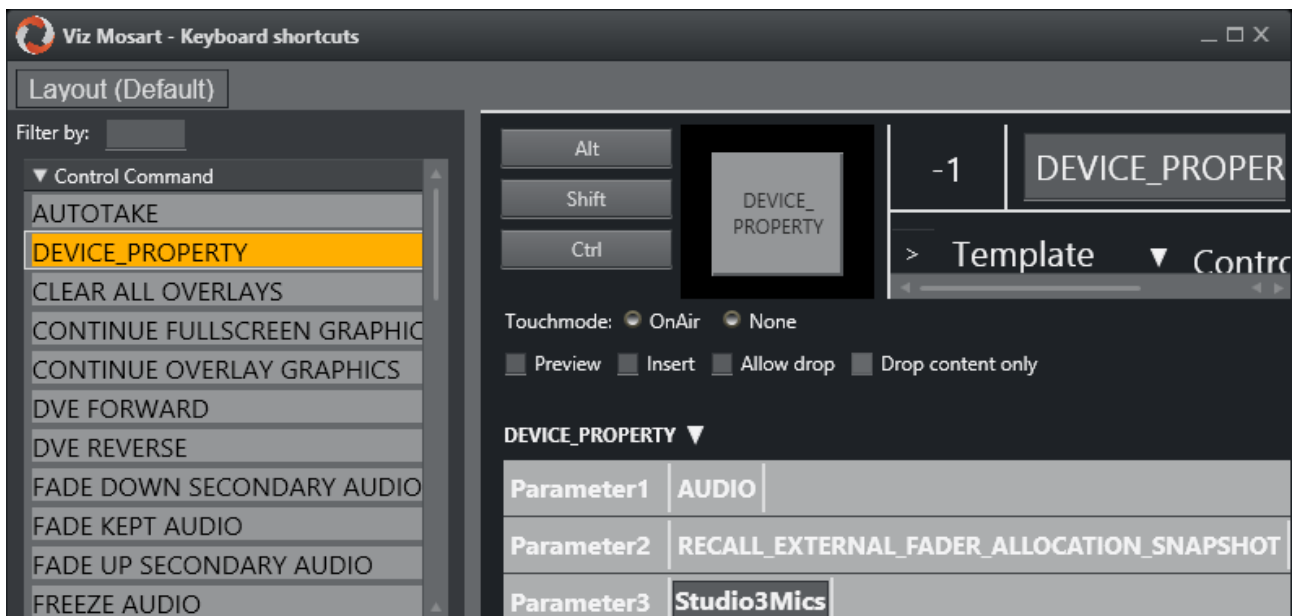 Viz Mosart - Keyboard shortcuts
Layout (Default)
Filter by:
▼ Control Command
AUTOTAKE
DEVICE_PROPERTY
CLEAR ALL OVERLAYS
CONTINUE FULLSCREEN GRAPHIC
CONTINUE OVERLAY GRAPHICS
DVE FORWARD
DVE REVERSE
FADE DOWN SECONDARY AUDIO
FADE KEPT AUDIO
FADE UP SECONDARY AUDIO
FREEZE AUDIO
Alt
Shift
Ctrl
DEVICE_
PROPERTY
-1 DEVICE_PROPER
> Template ▼ Contro
Touchmode: OnAir None
Preview Insert Allow drop Drop content only
DEVICE_PROPERTY ▼
Parameter1 AUDIO
Parameter2 RECALL_EXTERNAL_FADER_ALLOCATION_SNAPSHOT
Parameter3 Studio3Mics